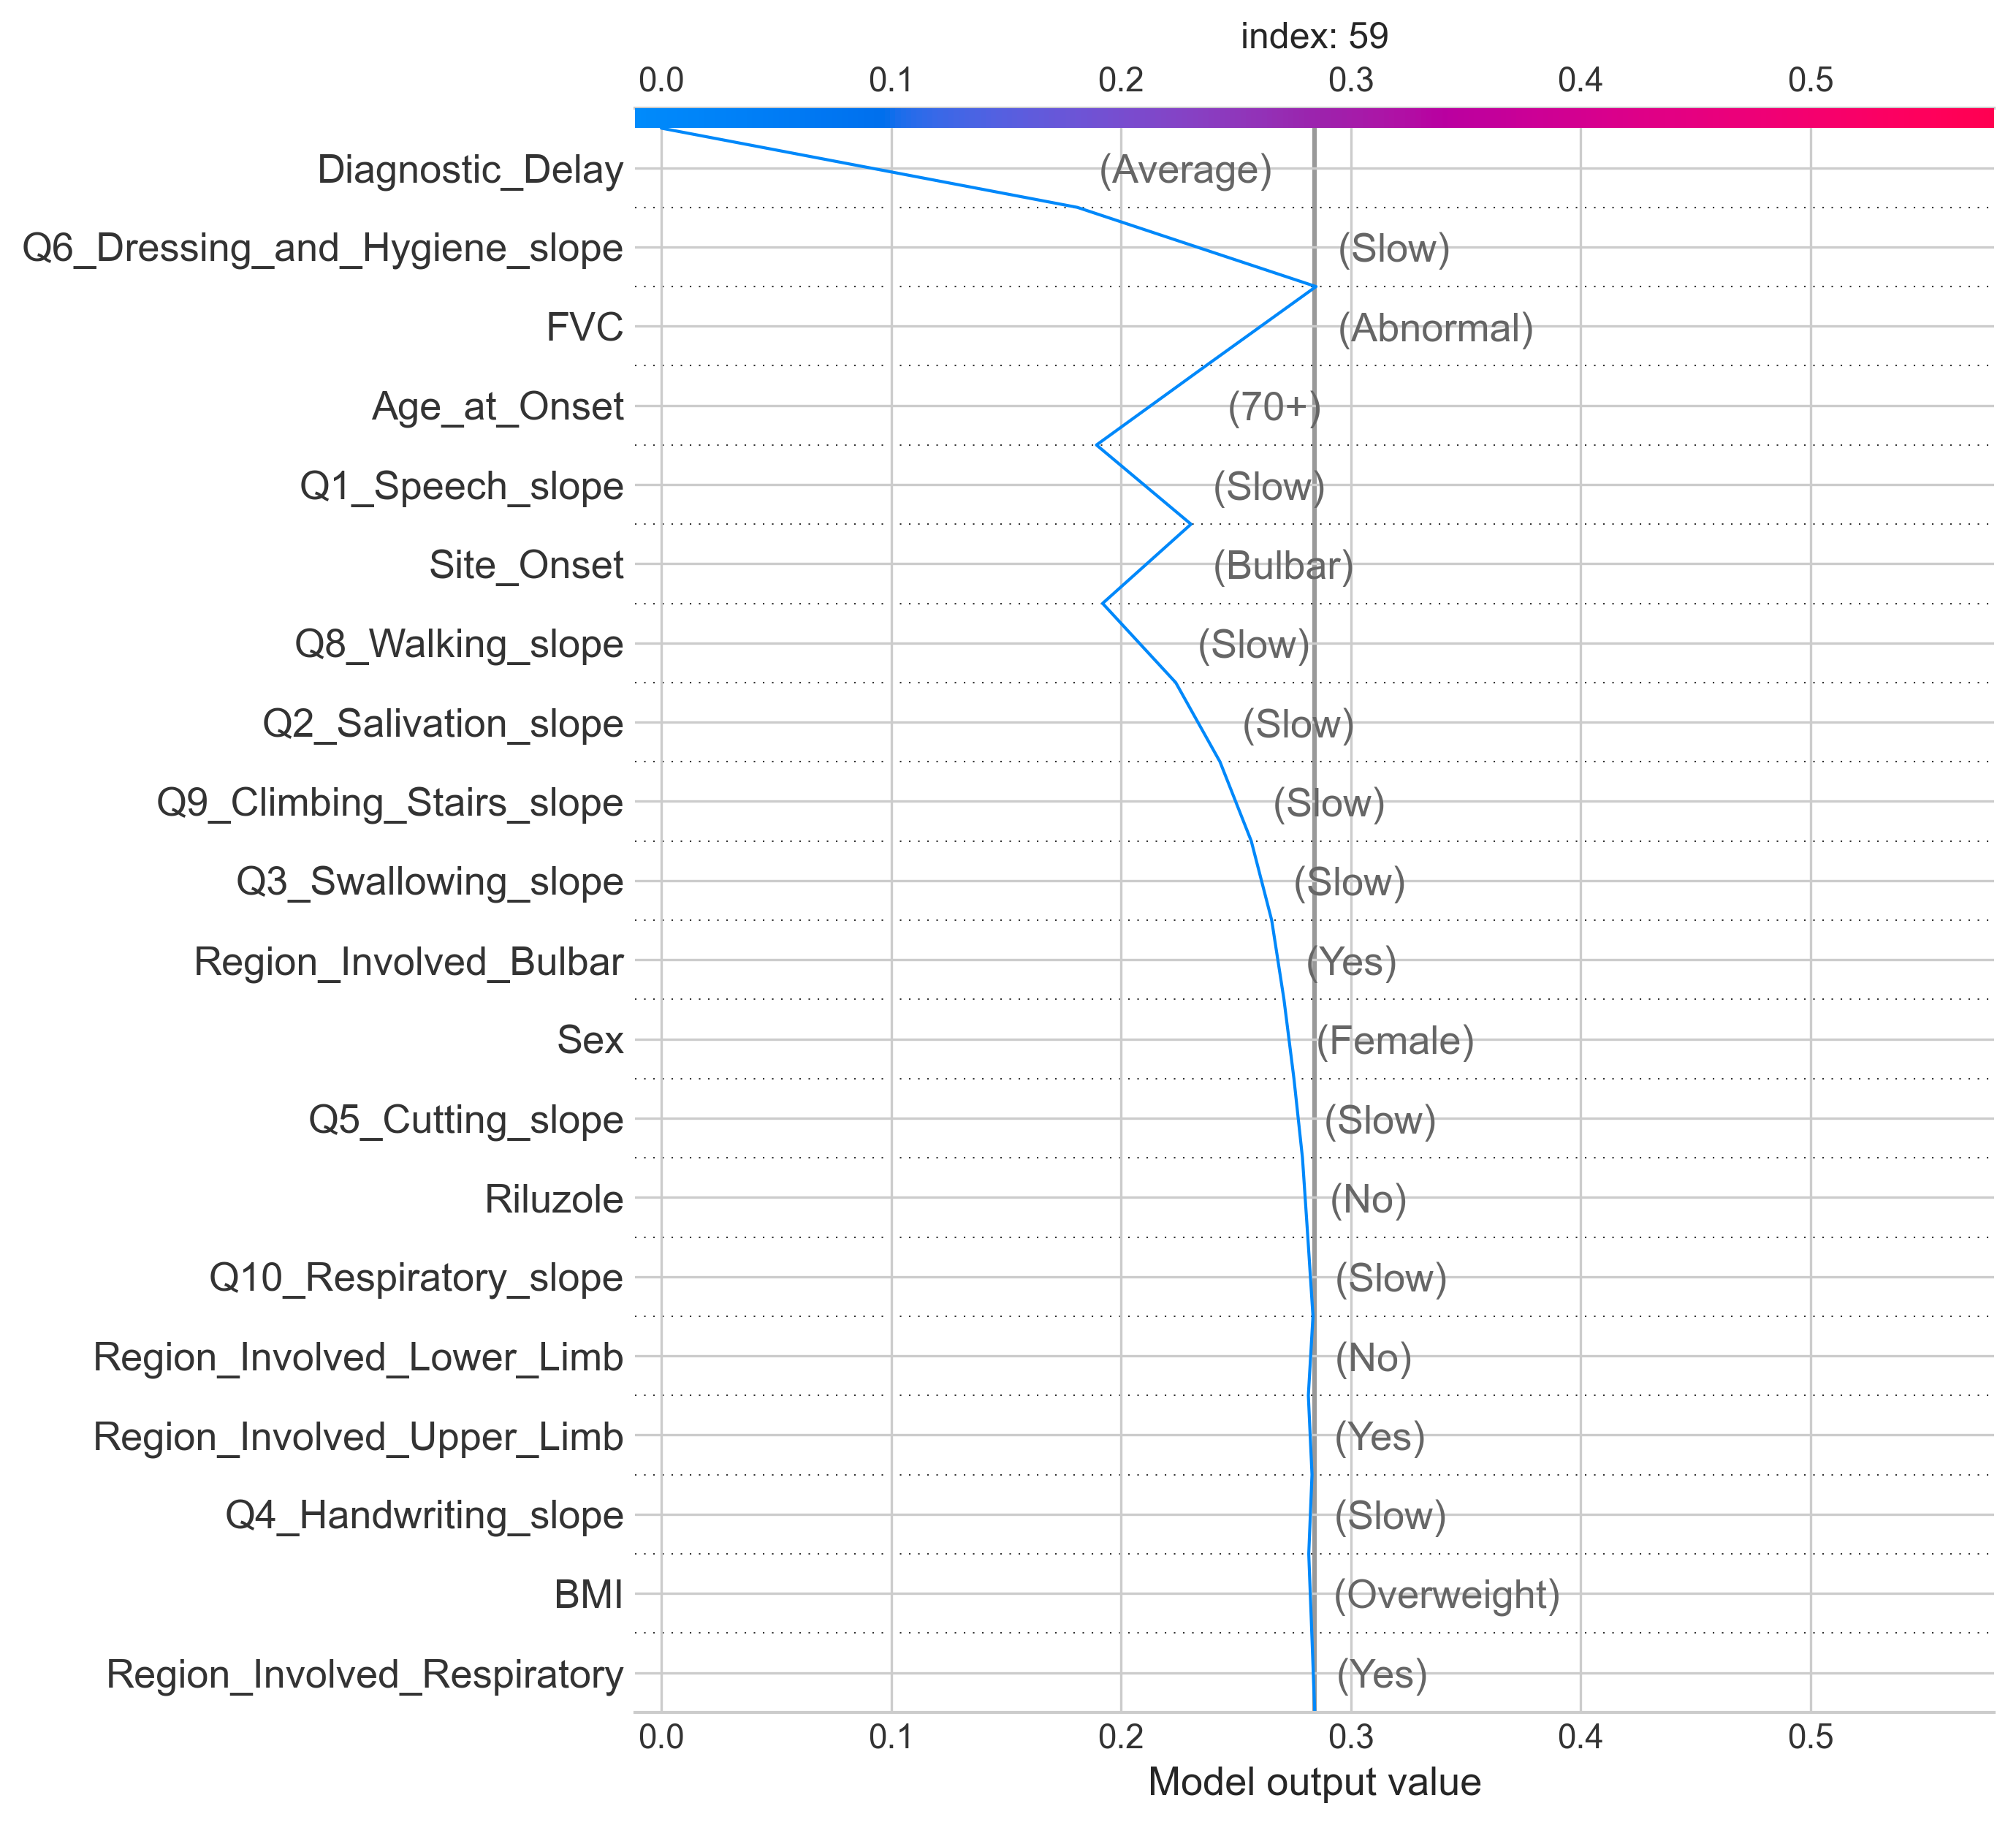 index: 59
0.0 0.1 0.2 0.3 0.4 0.5
Diagnostic_Delay (Average)
Q6_Dressing_and_Hygiene_slope (Slow)
FVC (Abnormal)
Age_at_Onset (70+)
Q1_Speech_slope (Slow)
Site_Onset (Bulbar)
Q8_Walking_slope (Slow)
Q2_Salivation_slope (Slow)
Q9_Climbing_Stairs_slope (Slow)
Q3_Swallowing_slope (Slow)
Region_Involved_Bulbar (Yes)
Sex (Female)
Q5_Cutting_slope (Slow)
Riluzole (No)
Q10_Respiratory_slope (Slow)
Region_Involved_Lower_Limb (No)
Region_Involved_Upper_Limb (Yes)
Q4_Handwriting_slope (Slow)
BMI (Overweight)
Region_Involved_Respiratory (Yes)
0.0 0.1 0.2 0.3 0.4 0.5
Model output value